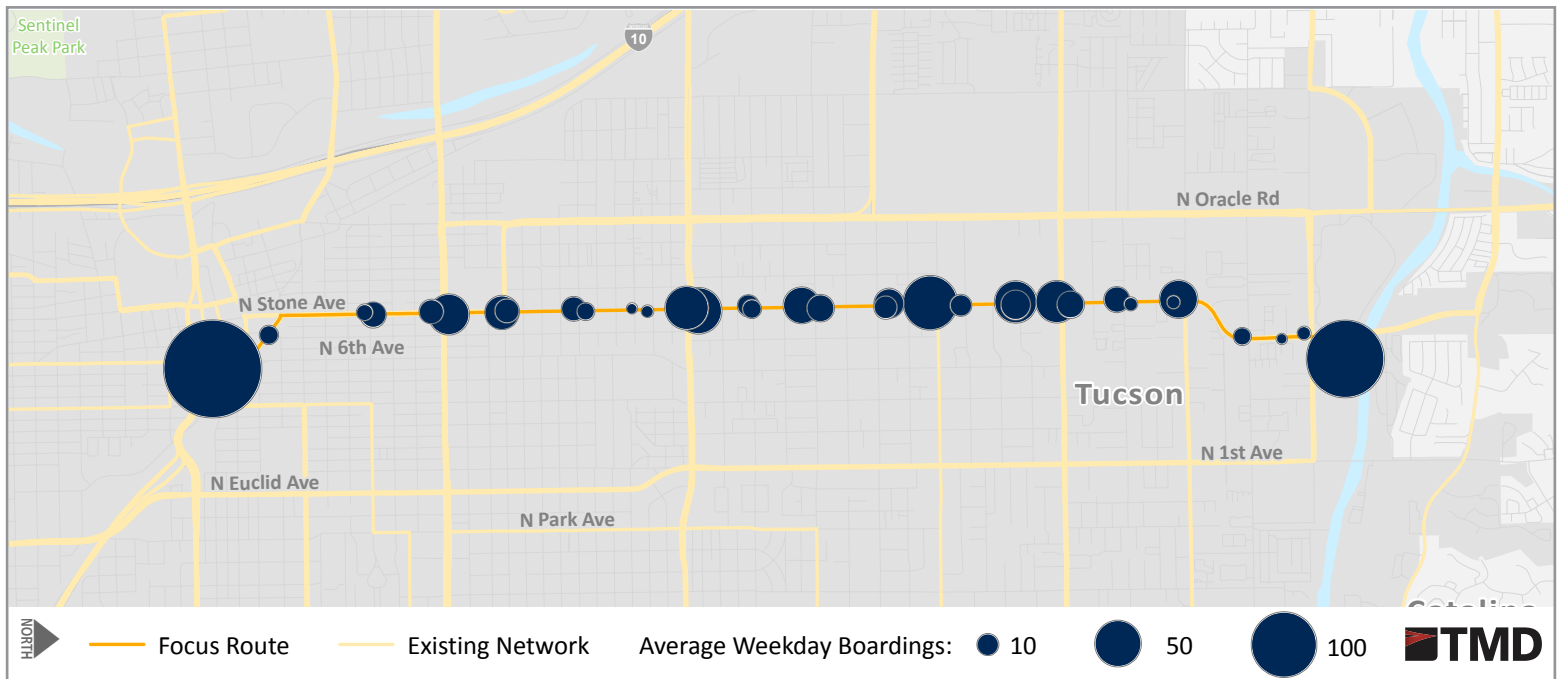 Sentinel
Peak Park
10
N Oracle Rd
N Stone Ave
N 6th Ave
Tucson
N 1st Ave
N Euclid Ave
N Park Ave
Catalina
NORTH
Focus Route
Existing Network
Average Weekday Boardings:
10
50
100
TMD